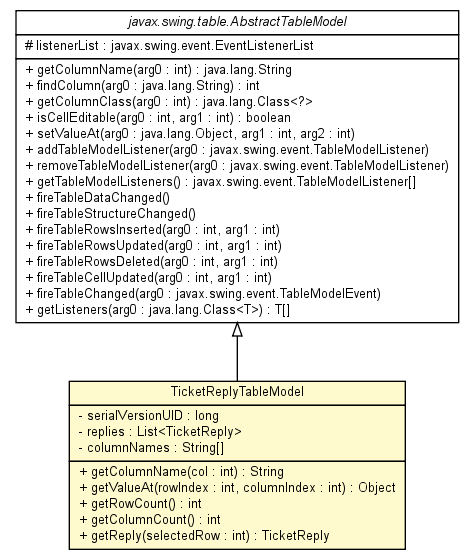 javax.swing.table.AbstractTableModel
# listenerList : javax.swing.event.EventListenerList
+ getColumnName(arg0 : int) : java.lang.String
+ findColumn(arg0 : java.lang.String) : int
+ getColumnClass(arg0 : int) : java.lang.Class<?>
+ isCellEditable(arg0 : int, arg1 : int) : boolean
+ setValueAt(arg0 : java.lang.Object, arg1 : int, arg2 : int)
+ addTableModelListener(arg0 : javax.swing.event.TableModelListener)
+ removeTableModelListener(arg0 : javax.swing.event.TableModelListener)
+ getTableModelListeners() : javax.swing.event.TableModelListener[]
+ fireTableDataChanged()
+ fireTableStructureChanged()
+ fireTableRowsInserted(arg0 : int, arg1 : int)
+ fireTableRowsUpdated(arg0 : int, arg1 : int)
+ fireTableRowsDeleted(arg0 : int, arg1 : int)
+ fireTableCellUpdated(arg0 : int, arg1 : int)
+ fireTableChanged(arg0 : javax.swing.event.TableModelEvent)
+ getListeners(arg0 : java.lang.Class<T>) : T[]
TicketReplyTableModel
- serialVersionUID : long
- replies : List<TicketReply>
- columnNames : String[]
+ getColumnName(col : int) : String
+ getValueAt(rowIndex : int, columnIndex : int) : Object
+ getRowCount() : int
+ getColumnCount() : int
+ getReply(selectedRow : int) : TicketReply